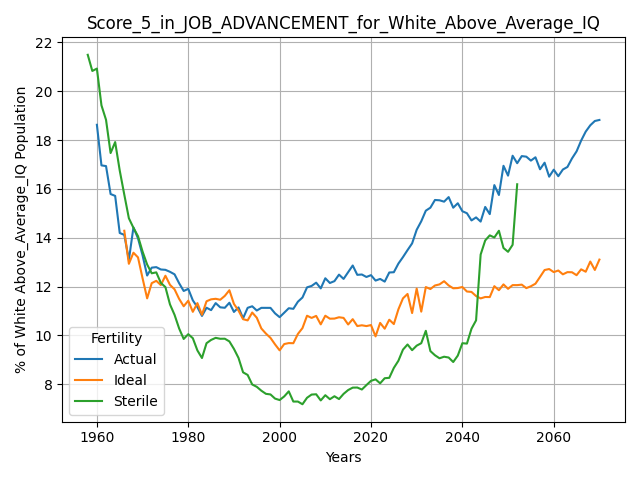 Score_5_in_JOB_ADVANCEMENT_for_White_Above_Average_IQ
% of White Above_Average_IQ Population
22
20
18
16
14
12
10
8
Fertility
Actual
Ideal
Sterile
1960 1980 2000 2020 2040 2060
Years